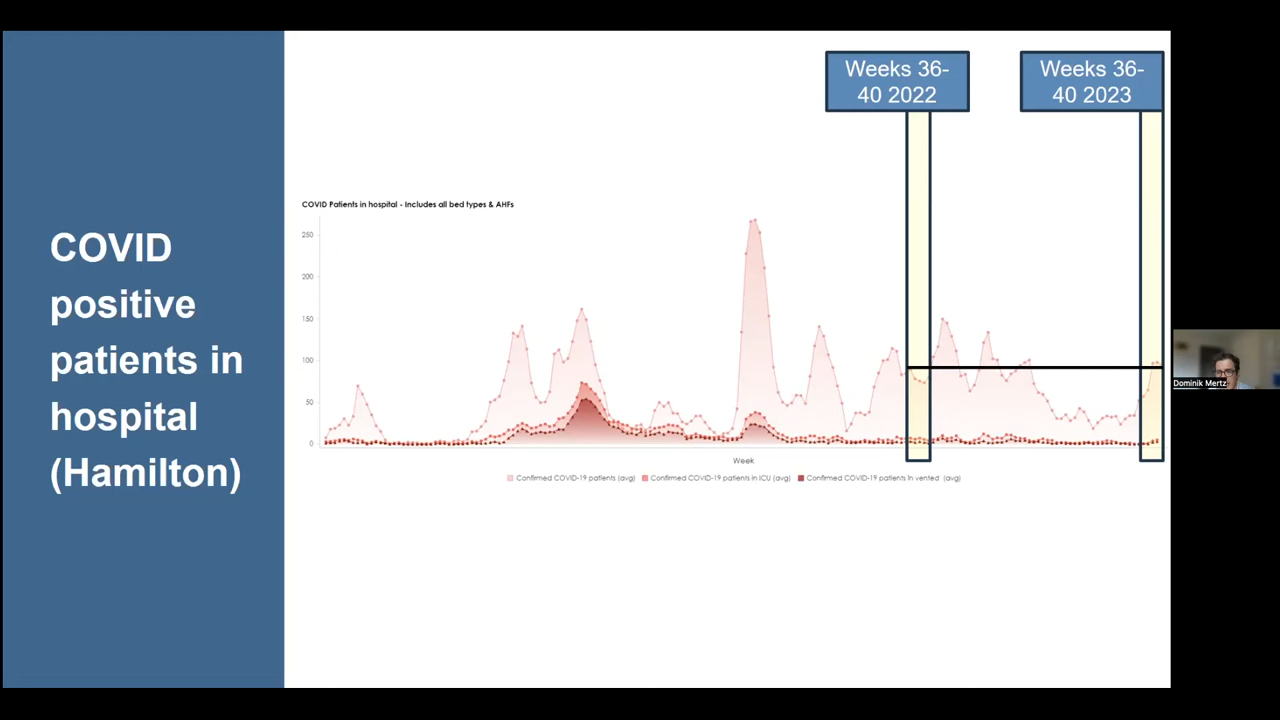 COVID
positive
patients in
hospital
(Hamilton)
Weeks 36-
40 2022
Weeks 36-
40 2023
COVID Patients in hospital - Includes all bed types & AHFs
250
200
150
100
50
0
Week
Confirmed COVID-19 patients (avg) Confirmed COVID-19 patients in ICU (avg) Confirmed COVID-19 patients in vented (avg)
Dominik Mertz